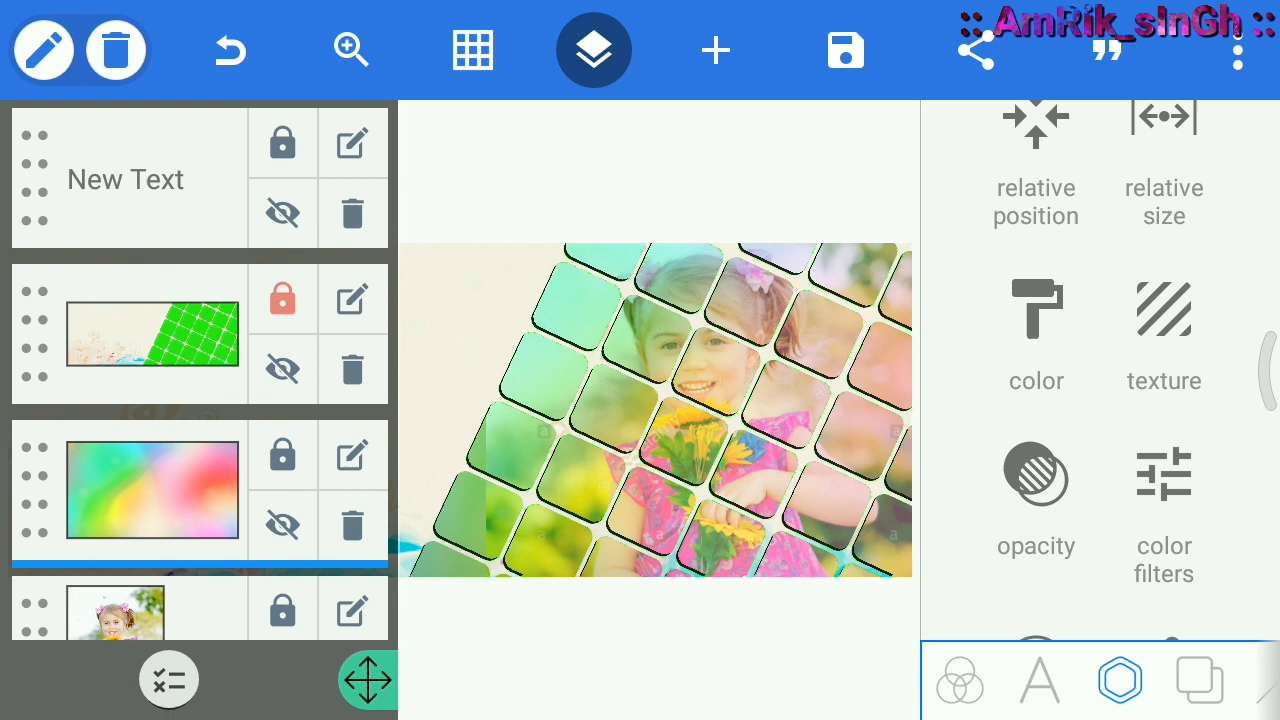 :: AmRik_sInGh ::
New Text
relative
position
relative
size
color
texture
opacity
color
filters